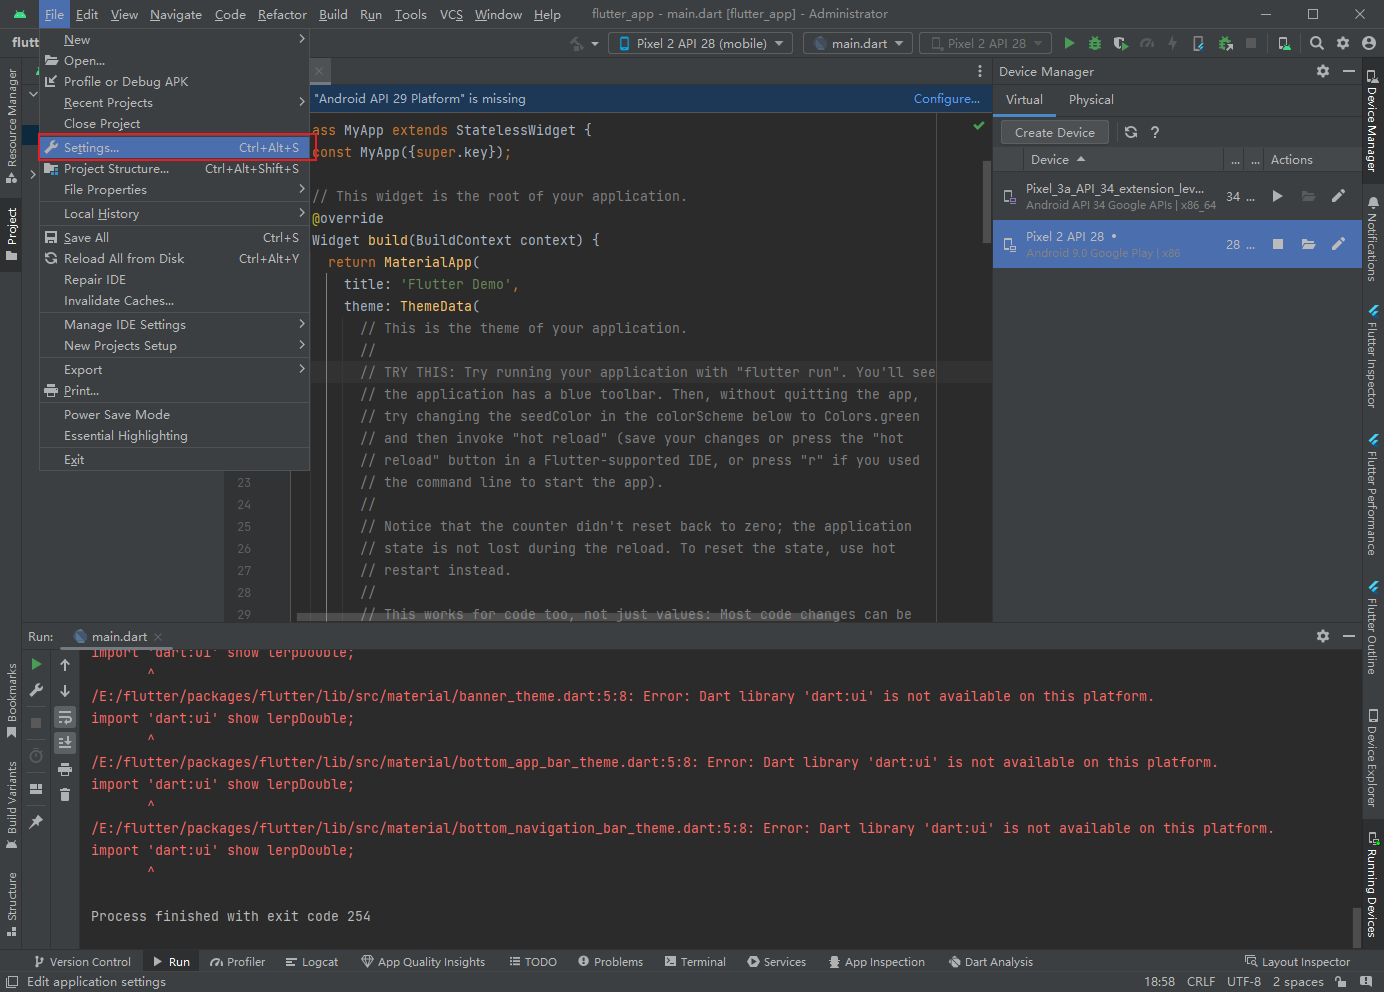 File Edit View Navigate Code Refactor Build Run Tools VCS Window Help flutter_app - main.dart [flutter_app] - Administrator
Pixel 2 API 28 (mobile) main.dart Pixel 2 API 28
New
Open...
Profile or Debug APK
Recent Projects
Close Project
Settings... Ctrl+Alt+S
Project Structure... Ctrl+Alt+Shift+S
File Properties
Local History
Save All Ctrl+S
Reload All from Disk Ctrl+Alt+Y
Repair IDE
Invalidate Caches...
Manage IDE Settings
New Projects Setup
Export
Print...
Power Save Mode
Essential Highlighting
Exit
Resource Manager
Project
Bookmarks
Build Variants
Structure
"Android API 29 Platform" is missing Configure...
ass MyApp extends StatelessWidget {
const MyApp({super.key});
// This widget is the root of your application.
@override
Widget build(BuildContext context) {
return MaterialApp(
title: 'Flutter Demo',
theme: ThemeData(
// This is the theme of your application.
//
// TRY THIS: Try running your application with "flutter run". You'll see
// the application has a blue toolbar. Then, without quitting the app,
// try changing the seedColor in the colorScheme below to Colors.green
// and then invoke "hot reload" (save your changes or press the "hot
// reload" button in a Flutter-supported IDE, or press "r" if you used
23 // the command line to start the app).
24 //
25 // Notice that the counter didn't reset back to zero; the application
26 // state is not lost during the reload. To reset the state, use hot
27 // restart instead.
28 //
29 // This works for code too, not just values: Most code changes can be
Device Manager
Virtual Physical
Create Device ?
Device ... ... Actions
Pixel_3a_API_34_extension_lev... 34 ...
Android API 34 Google APIs | x86_64
Pixel 2 API 28 • 28 ...
Android 9.0 Google Play | x86
Device Manager
Notifications
Flutter Inspector
Flutter Performance
Flutter Outline
Device Explorer
Running Devices
Run: main.dart
import 'dart:ui' show lerpDouble;
^
/E:/flutter/packages/flutter/lib/src/material/banner_theme.dart:5:8: Error: Dart library 'dart:ui' is not available on this platform.
import 'dart:ui' show lerpDouble;
^
/E:/flutter/packages/flutter/lib/src/material/bottom_app_bar_theme.dart:5:8: Error: Dart library 'dart:ui' is not available on this platform.
import 'dart:ui' show lerpDouble;
^
/E:/flutter/packages/flutter/lib/src/material/bottom_navigation_bar_theme.dart:5:8: Error: Dart library 'dart:ui' is not available on this platform.
import 'dart:ui' show lerpDouble;
^
Process finished with exit code 254
Version Control Run Profiler Logcat App Quality Insights TODO Problems Terminal Services App Inspection Dart Analysis Layout Inspector
Edit application settings 18:58 CRLF UTF-8 2 spaces